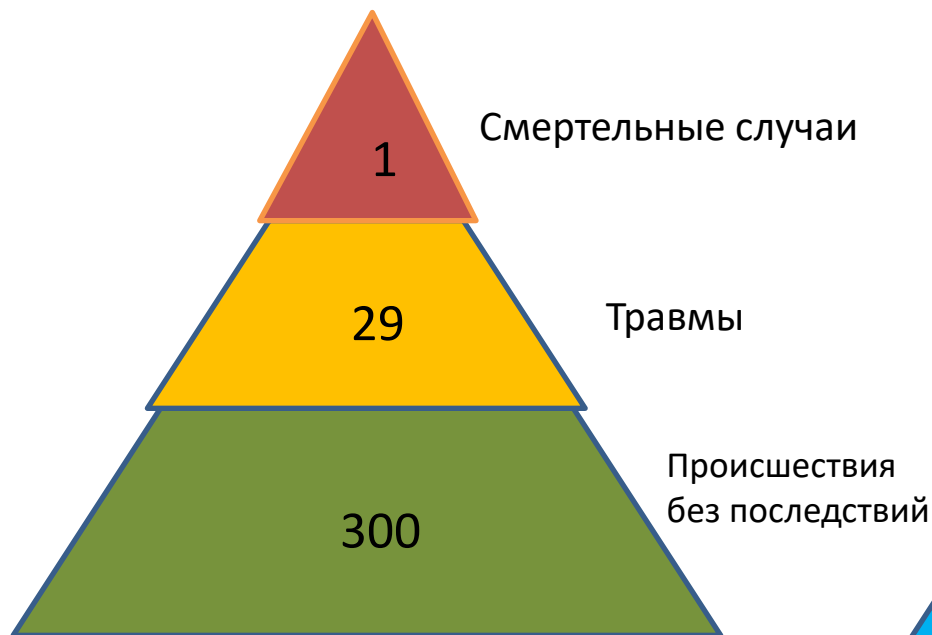 1
Смертельные случаи
29
Травмы
Происшествия
без последствий
300